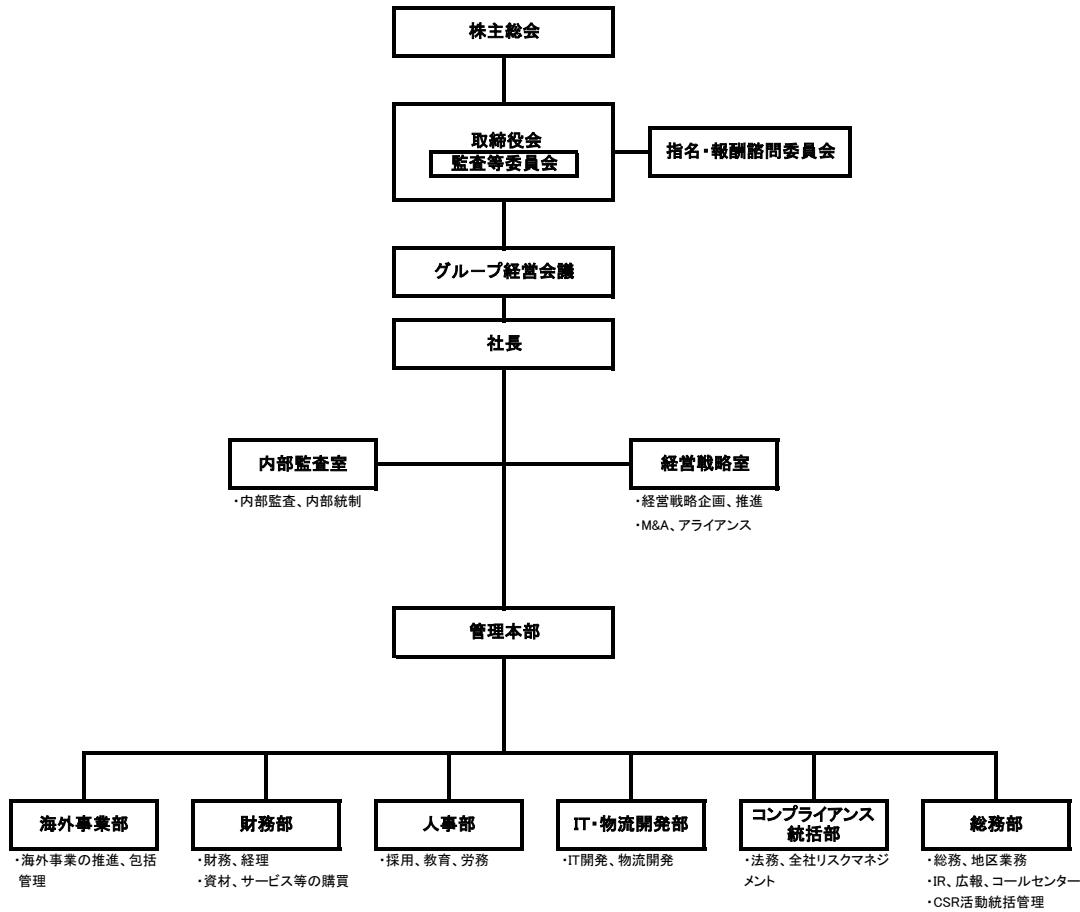 株主総会
取締役会
監査等委員会
指名・報酬諮問委員会
グループ経営会議
社長
内部監査室
・内部監査、内部統制
経営戦略室
・経営戦略企画、推進
・M&A、アライアンス
管理本部
海外事業部
・海外事業の推進、包括
管理
財務部
・財務、経理
・資材、サービス等の購買
人事部
・採用、教育、労務
IT・物流開発部
・IT開発、物流開発
コンプライアンス
統括部
・法務、全社リスクマネジ
メント
総務部
・総務、地区業務
・IR、広報、コールセンター
・CSR活動統括管理